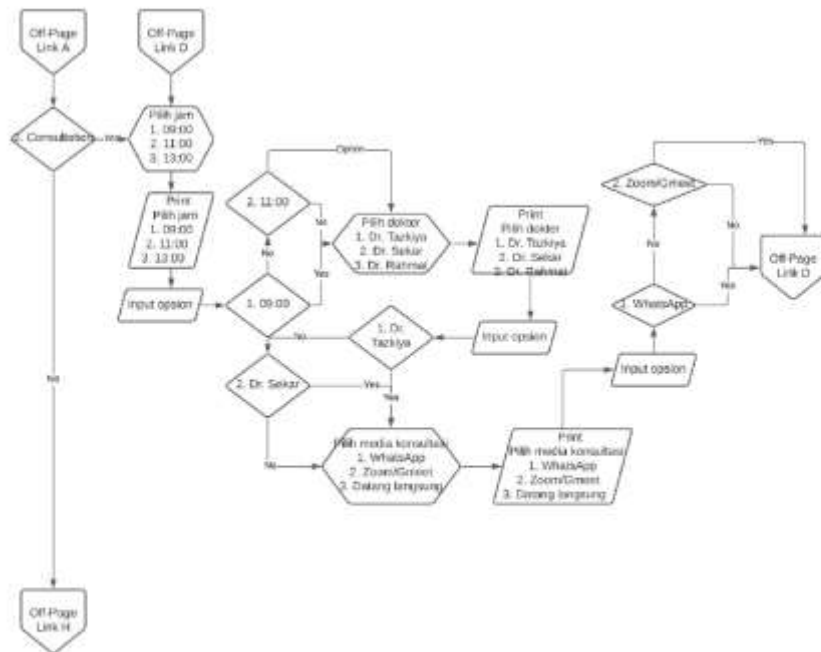 Off-Page
Link A
Off-Page
Link D
2. Consultation
Yes
Pilih jam
1. 09:00
2. 11:00
3. 13:00
Print
Pilih jam
1. 09:00
2. 11:00
3. 13:00
Input opsion
1. 09:00
No
Yes
2. 11:00
No
Option
Pilih dokter
1. Dr. Tazkiya
2. Dr. Sekar
3. Dr. Rahmat
Print
Pilih dokter
1. Dr. Tazkiya
2. Dr. Sekar
3. Dr. Rahmat
Input opsion
1. Dr.
Tazkiya
No
Yes
2. Dr. Sekar
Yes
No
Pilih media konsultasi
1. WhatsApp
2. Zoom/Gmeet
3. Datang langsung
Print
Pilih media konsultasi
1. WhatsApp
2. Zoom/Gmeet
3. Datang langsung
Input opsion
1. WhatsApp
No
Yes
2. Zoom/Gmeet
Yes
No
Off-Page
Link D
No
Off-Page
Link H